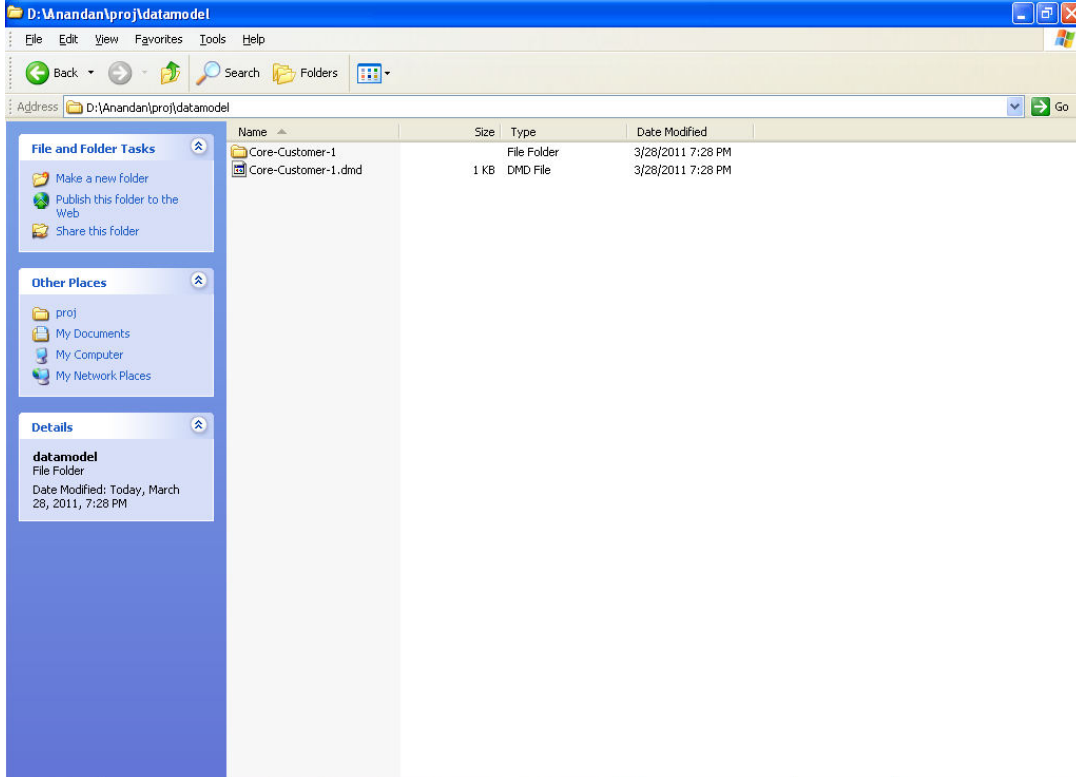 D:\Anandan\proj\datamodel
File Edit View Favorites Tools Help
Back Search Folders
Address D:\Anandan\proj\datamodel Go
File and Folder Tasks
Make a new folder
Publish this folder to the
Web
Share this folder
Other Places
proj
My Documents
My Computer
My Network Places
Details
datamodel
File Folder
Date Modified: Today, March
28, 2011, 7:28 PM
Name Size Type Date Modified
Core-Customer-1 File Folder 3/28/2011 7:28 PM
Core-Customer-1.dmd 1 KB DMD File 3/28/2011 7:28 PM